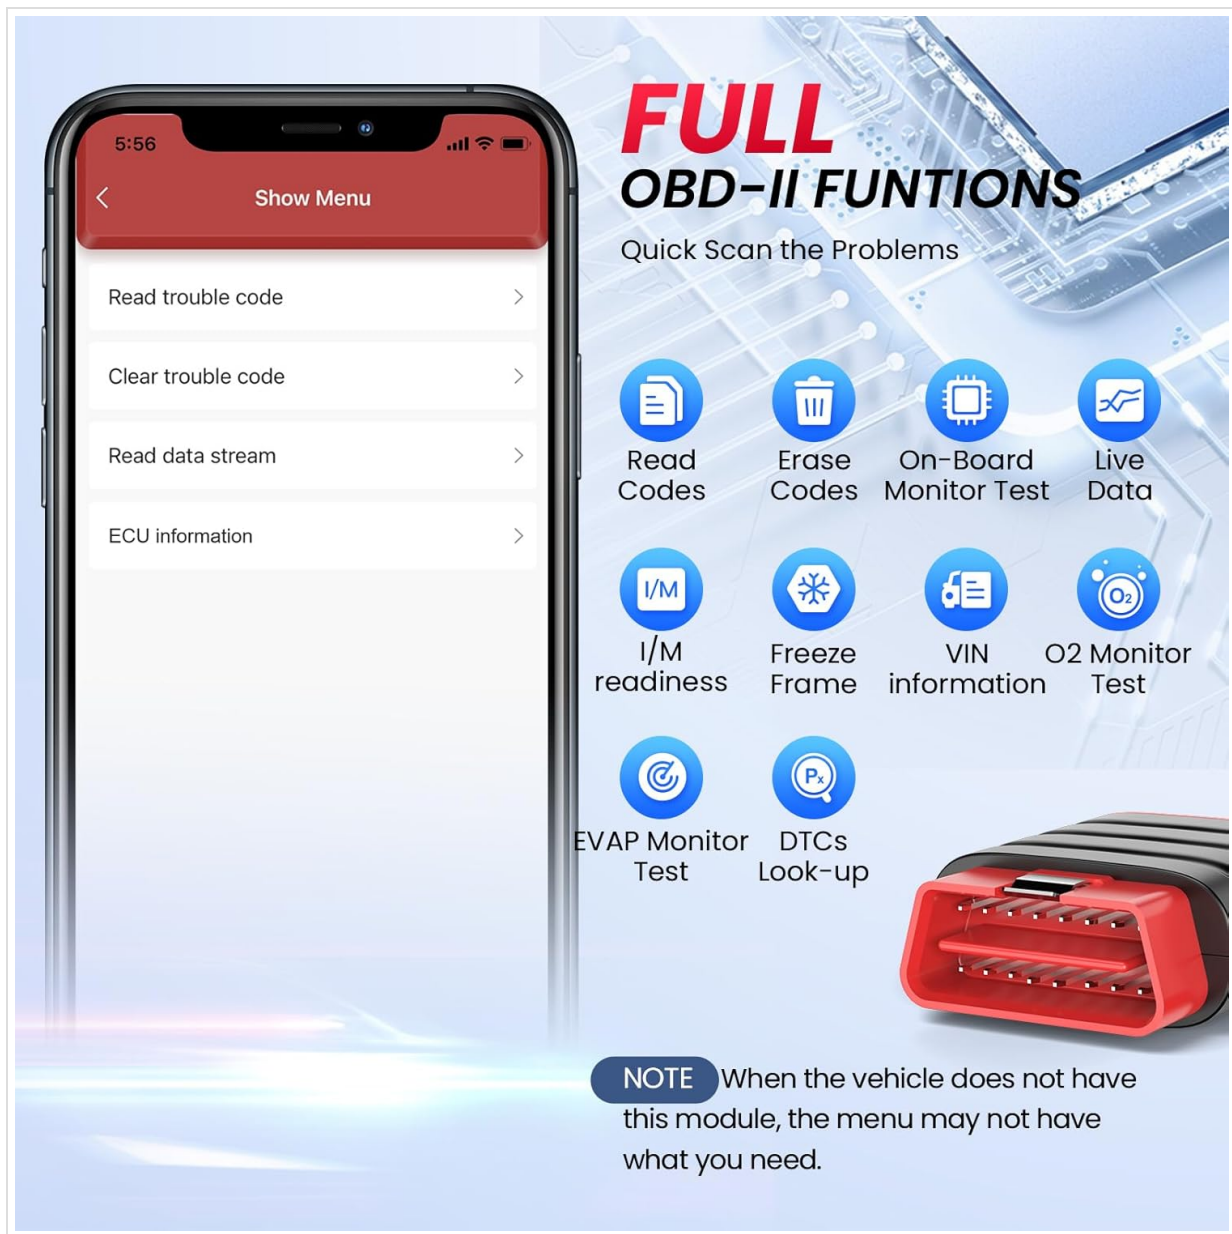 5:56
Show Menu
Read trouble code
Clear trouble code
Read data stream
ECU information
FULL
OBD-II FUNTIONS
Quick Scan the Problems
Read
Codes
Erase
Codes
On-Board
Monitor Test
Live
Data
I/M
I/M
readiness
Freeze
Frame
VIN
information
O2
O2 Monitor
Test
EVAP Monitor
Test
Px
DTCs
Look-up
NOTE When the vehicle does not have
this module, the menu may not have
what you need.